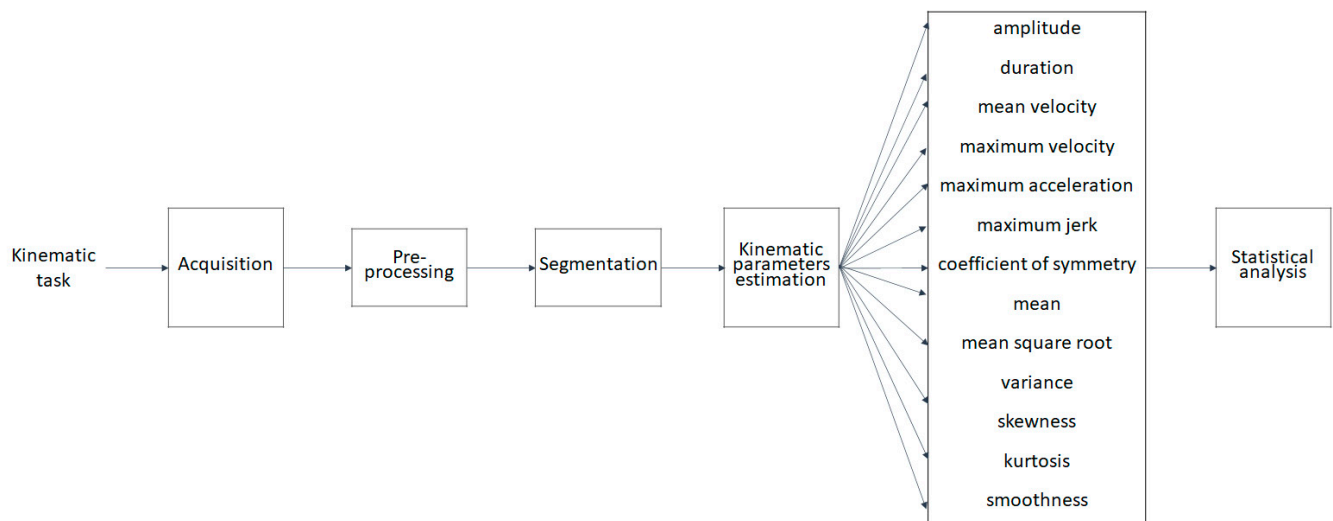 Kinematic
task
Acquisition
Pre-
processing
Segmentation
Kinematic
parameters
estimation
amplitude
duration
mean velocity
maximum velocity
maximum acceleration
maximum jerk
coefficient of symmetry
mean
mean square root
variance
skewness
kurtosis
smoothness
Statistical
analysis